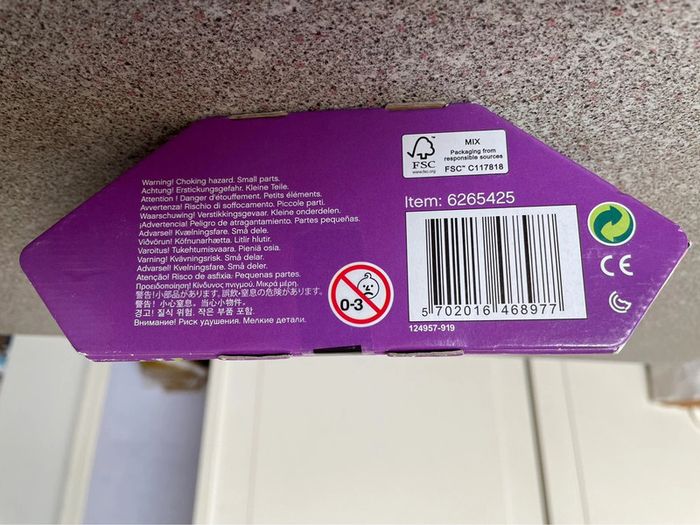 Warning! Choking hazard. Small parts.
Achtung! Erstickungsgefahr. Kleine Teile.
Attention ! Danger d'étouffement. Petits éléments.
Avvertenza! Rischio di soffocamento. Piccole parti.
Waarschuwing! Verstikkingsgevaar. Kleine onderdelen.
¡Advertencia! Peligro de atragantamiento. Partes pequeñas.
Advarsel! Kvælningsfare. Små dele.
Viðvörun! Köfnunarhætta. Litlir hlutir.
Varoitus! Tukehtumisvaara. Pieniä osia.
Varning! Kvävningsrisk. Små delar.
Advarsel! Kvelningsfare. Små deler.
Atenção! Risco de asfixia. Pequenas partes.
Προειδοποίηση! Κίνδυνος πνιγμού. Μικρά μέρη.
警告!小部品があります。誤飲・窒息の危険があります。
警告!小心窒息。当心小物件。
경고! 질식 위험. 작은 부품 포함.
Внимание! Риск удушения. Мелкие детали.
0-3
FSC
www.fsc.org
MIX
Packaging from
responsible sources
FSC™ C117818
Item: 6265425
5 702016 468977
124957-919
CE